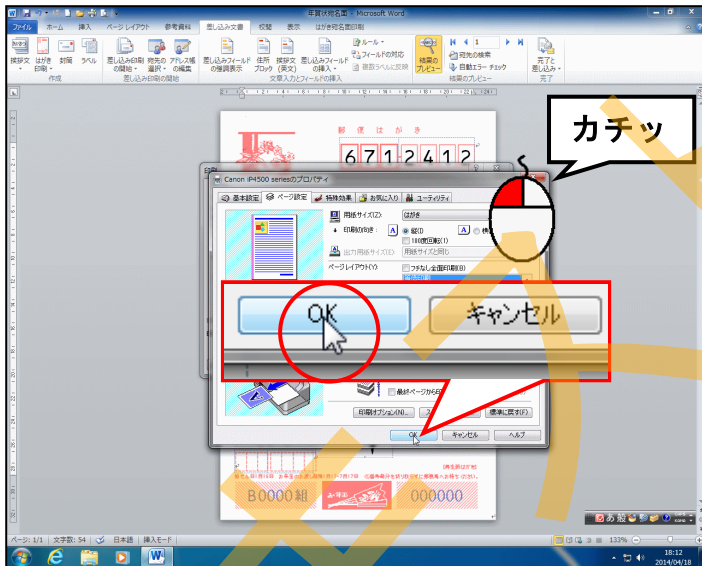 年賀状宛名面 - Microsoft Word
ファイル ホーム 挿入 ページ レイアウト 参考資料 差し込み文書 校閲 表示 はがき宛名面印刷
挨拶文 はがき印刷 封筒 ラベル
差し込み印刷の開始 宛先の選択 アドレス帳の編集
差し込みフィールドの強調表示 住所ブロック 挨拶文(英文) 差し込みフィールドの挿入
ルール
フィールドの対応
複数ラベルに反映
結果のプレビュー
1
宛先の検索
自動エラー チェック
完了と差し込み
作成 差し込み印刷の開始 文章入力とフィールドの挿入 結果のプレビュー 完了
カチッ
郵便はがき
6712412
印刷
Canon iP4500 seriesのプロパティ
基本設定 ページ設定 特殊効果 お気に入り ユーティリティ
用紙サイズ(Z): はがき
印刷の向き: A 縦(I) A 横
180度回転(1)
出力用紙サイズ(E) 用紙サイズと同じ
ページレイアウト(Y): フチなし全面印刷(B)
OK キャンセル
最終ページから印
印刷オプション(N)... 標準に戻す(F)
OK キャンセル ヘルプ
B0000組 お年玉 000000
ページ: 1/1 文字数: 54 日本語 挿入モード
133%
あ 般
18:12
2014/04/18